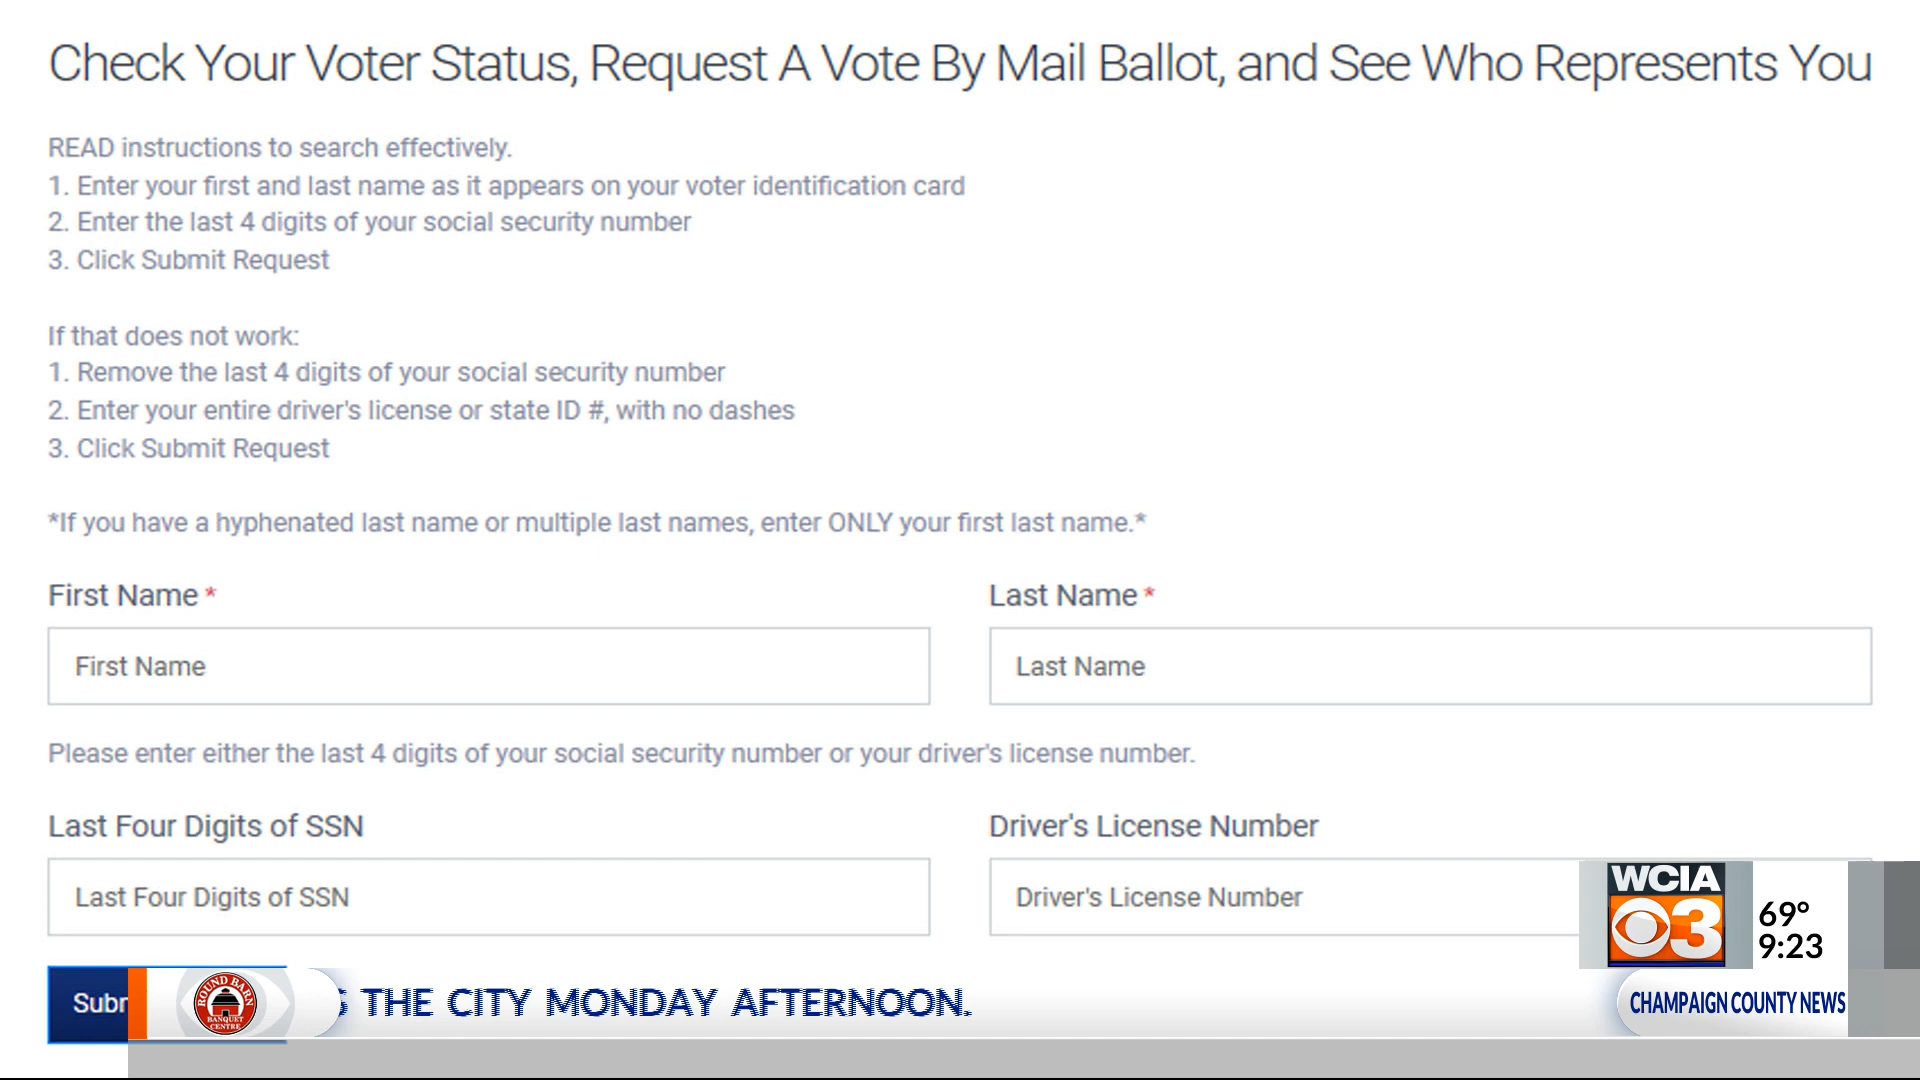 Check Your Voter Status, Request A Vote By Mail Ballot, and See Who Represents You
READ instructions to search effectively.
1. Enter your first and last name as it appears on your voter identification card
2. Enter the last 4 digits of your social security number
3. Click Submit Request
If that does not work:
1. Remove the last 4 digits of your social security number
2. Enter your entire driver's license or state ID #, with no dashes
3. Click Submit Request
*If you have a hyphenated last name or multiple last names, enter ONLY your first last name.*
First Name *
Last Name *
First Name
Last Name
Please enter either the last 4 digits of your social security number or your driver's license number.
Last Four Digits of SSN
Driver's License Number
Last Four Digits of SSN
Driver's License Number
WCIA
3
69°
9:23
ROUND BARN
BANQUET
CENTRE
THE CITY MONDAY AFTERNOON.
CHAMPAIGN COUNTY NEWS